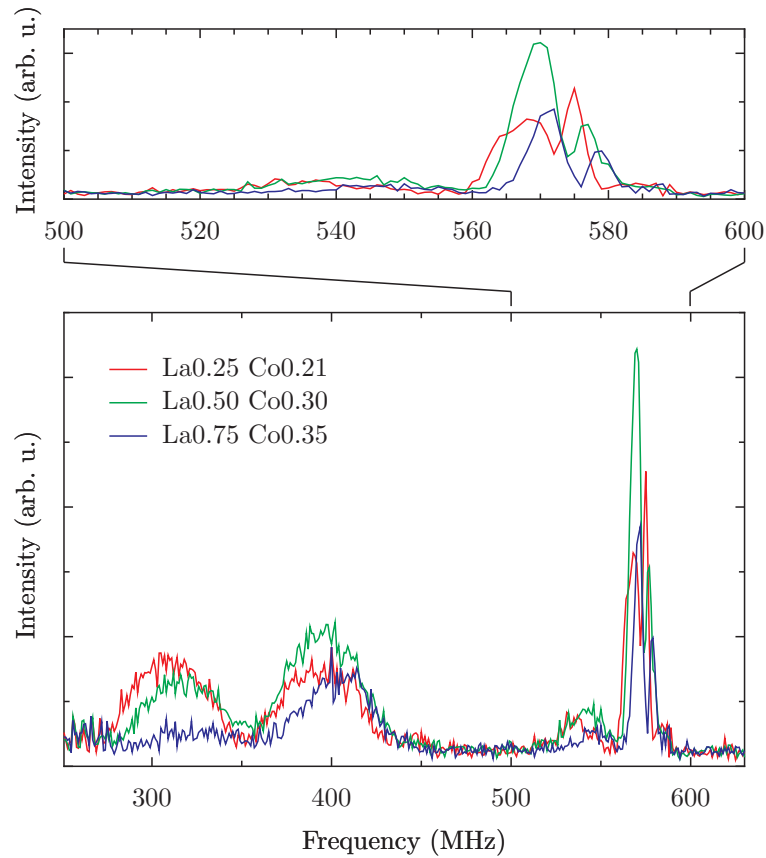 Intensity (arb. u.)
500 520 540 560 580 600
La0.25 Co0.21
La0.50 Co0.30
La0.75 Co0.35
Intensity (arb. u.)
300 400 500 600
Frequency (MHz)